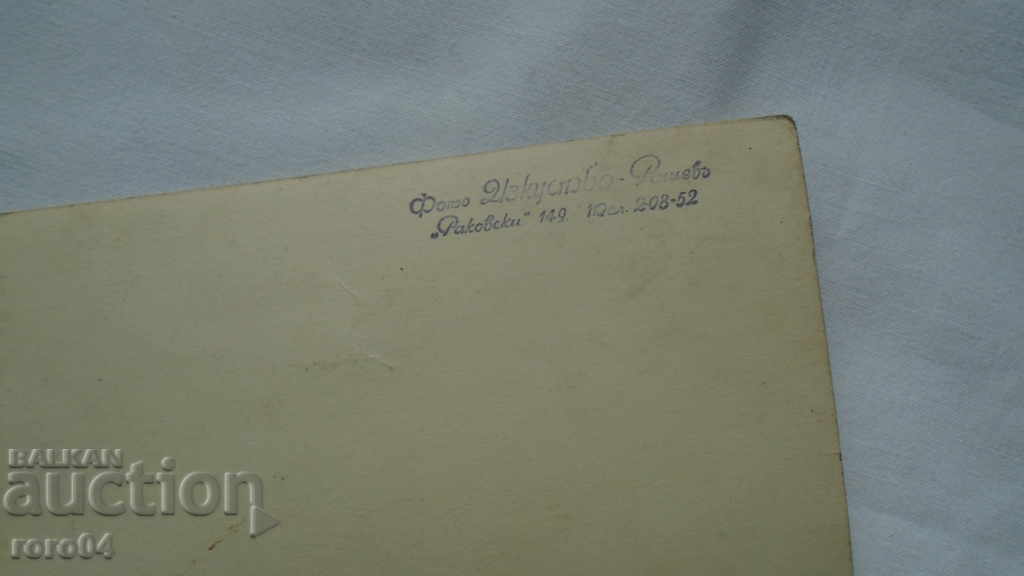 Фото Изкуство-
„Раковски" 149. Тел. 2-08-52
BALKAN
auction
roro04